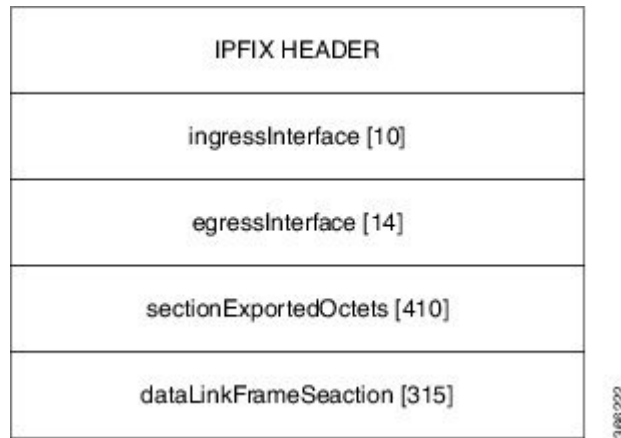 IPFIX HEADER
ingressInterface [10]
egressInterface [14]
sectionExportedOctets [410]
dataLinkFrameSeaction [315]